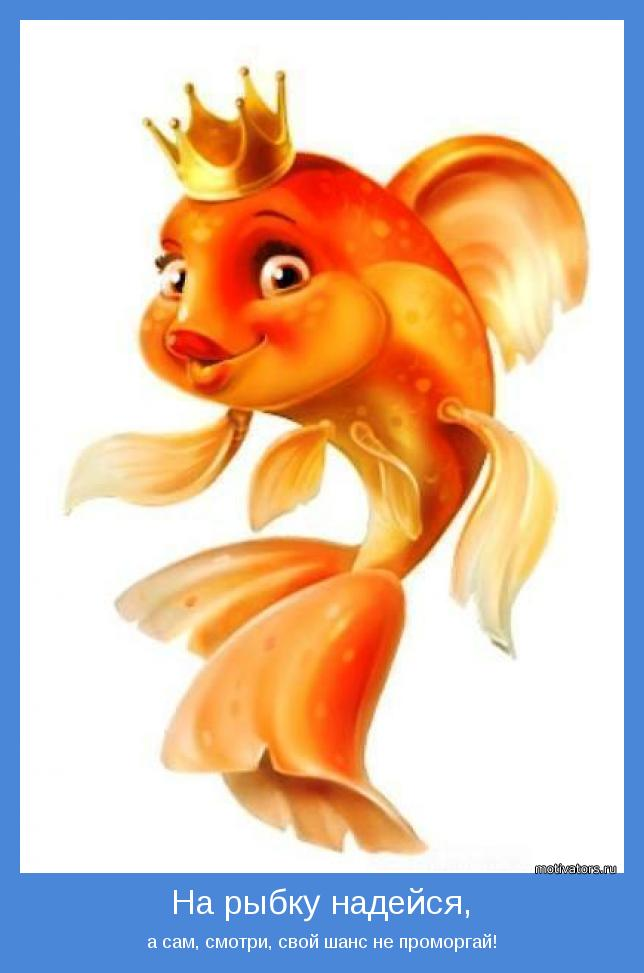 motivators.ru
На рыбку надейся,
а сам, смотри, свой шанс не проморгай!